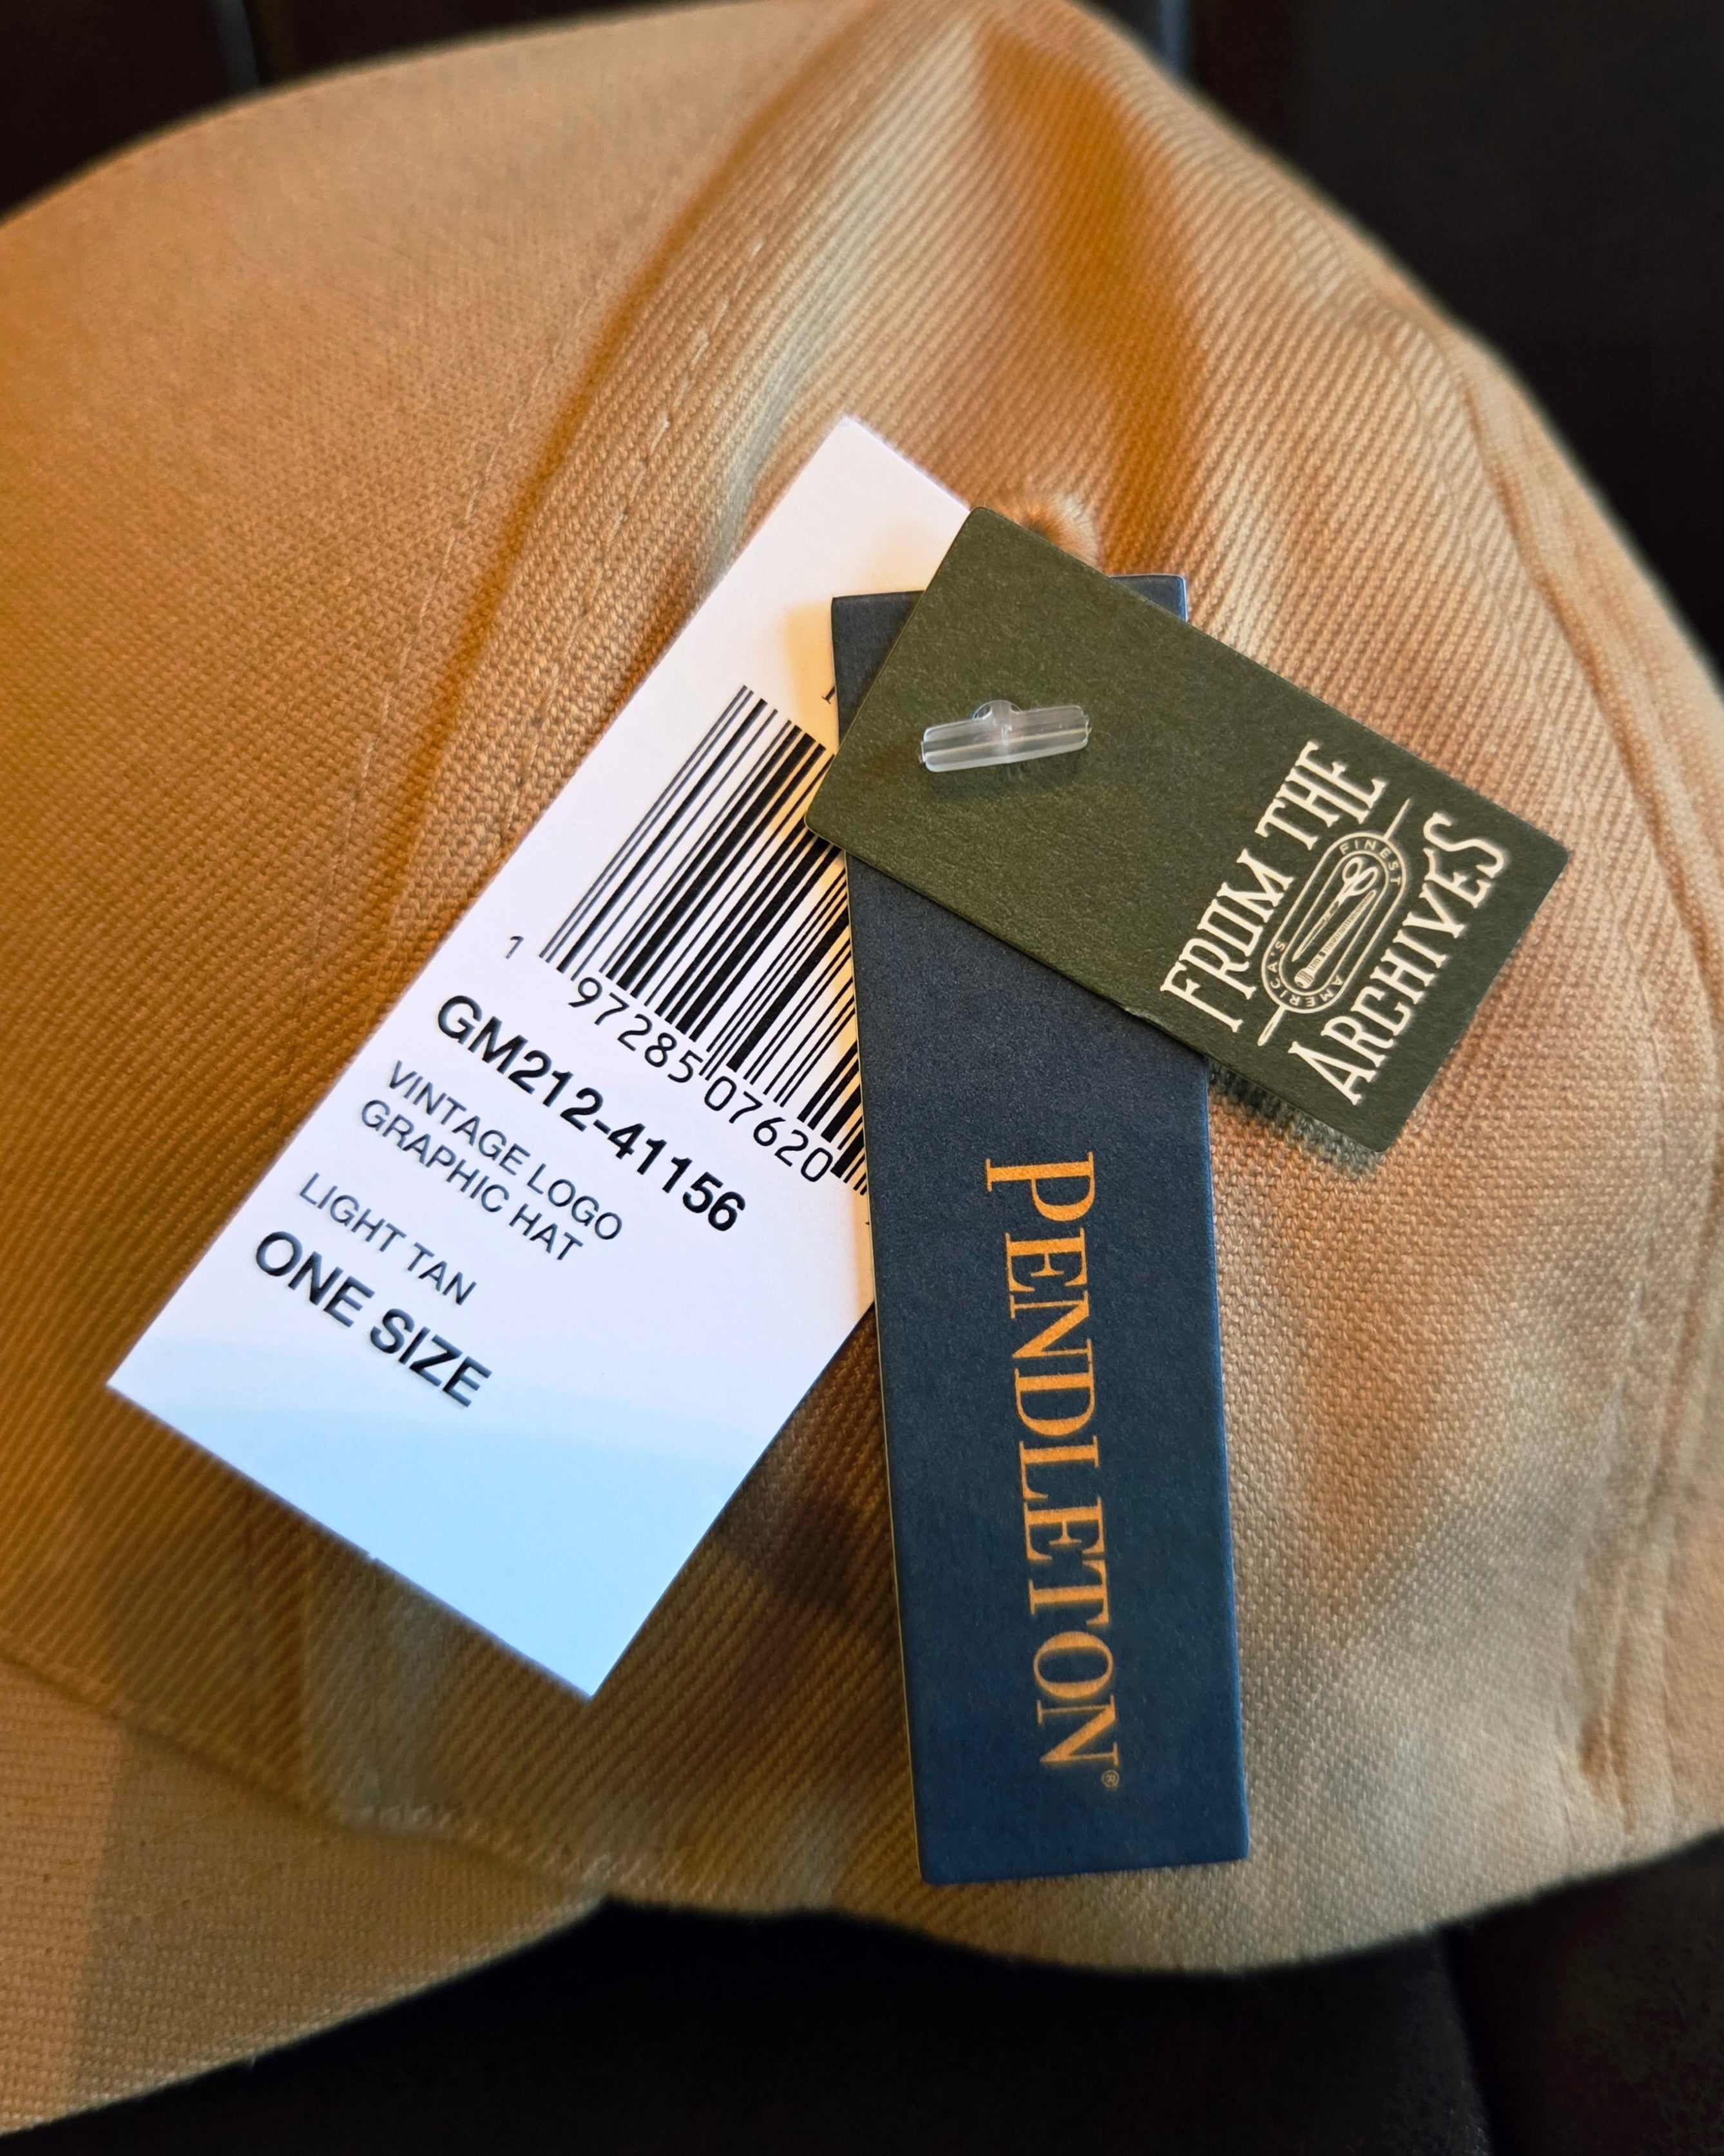 1
97285 07620
GM212-41156
VINTAGE LOGO
GRAPHIC HAT
LIGHT TAN
ONE SIZE
FROM THE
FINEST
AMERICA'S
ARCHIVES
PENDLETON®